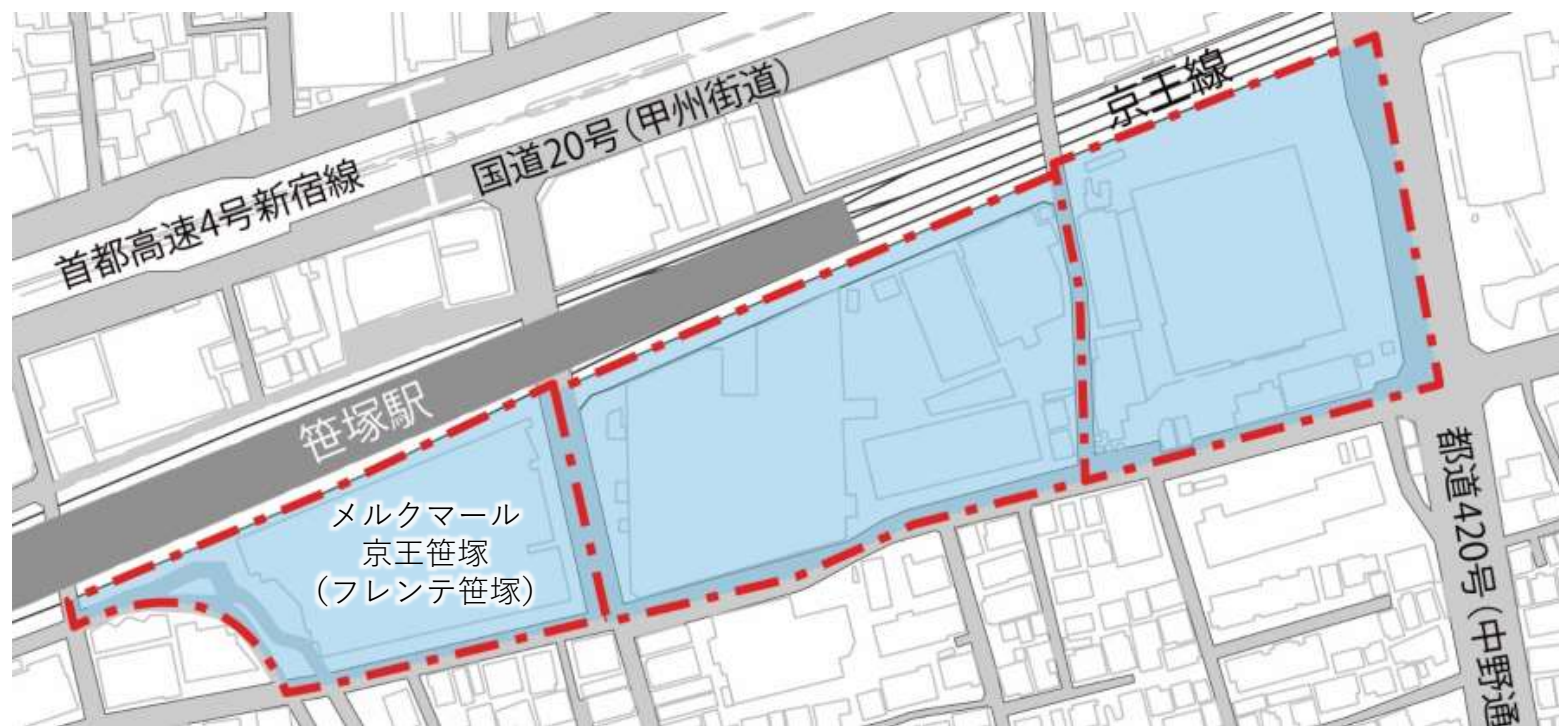 京王線
国道20号(甲州街道)
首都高速4号新宿線
笹塚駅
メルクマール
京王笹塚
(フレンテ笹塚)
都道420号(中野通